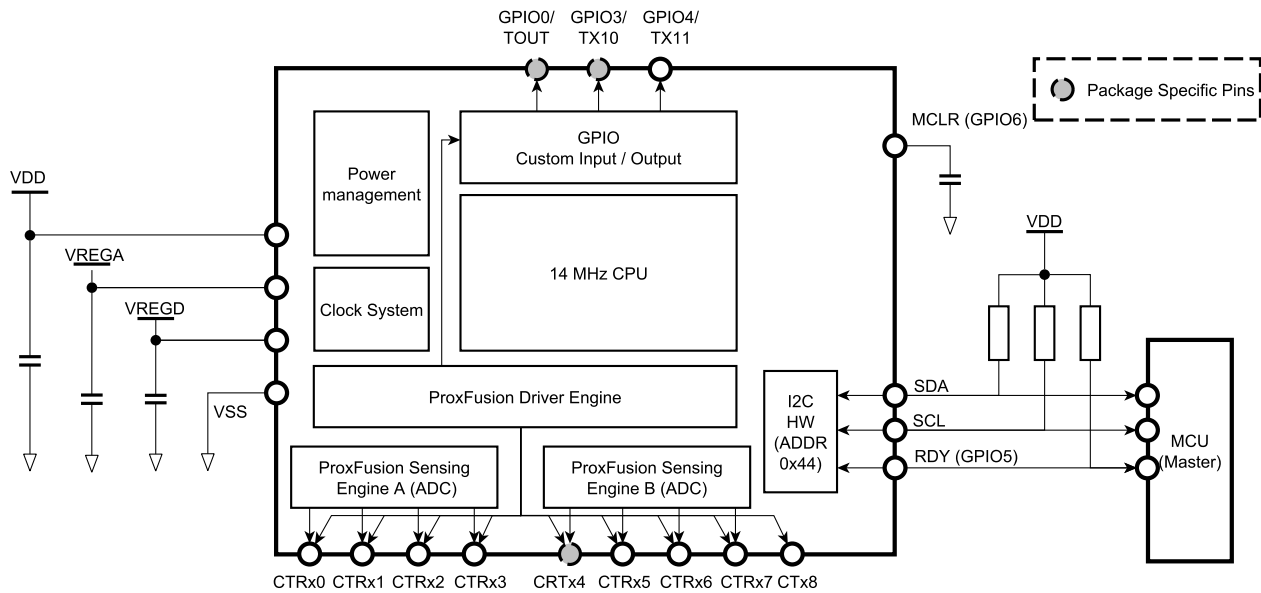 GPIO0/
TOUT
GPIO3/
TX10
GPIO4/
TX11
Package Specific Pins
MCLR (GPIO6)
GPIO
Custom Input / Output
Power
management
VDD
VREGA
VREGD
VSS
Clock System
14 MHz CPU
VDD
ProxFusion Driver Engine
I2C
HW
(ADDR
0x44)
SDA
SCL
RDY (GPIO5)
MCU
(Master)
ProxFusion Sensing
Engine A (ADC)
ProxFusion Sensing
Engine B (ADC)
CTRx0
CTRx1
CTRx2
CTRx3
CRTx4
CTRx5
CTRx6
CTRx7
CTx8